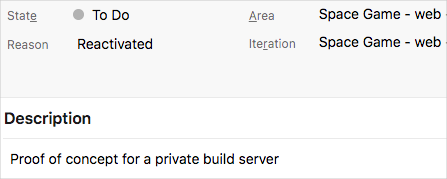 State To Do Area Space Game - web
Reason Reactivated Iteration Space Game - web
Description
Proof of concept for a private build server